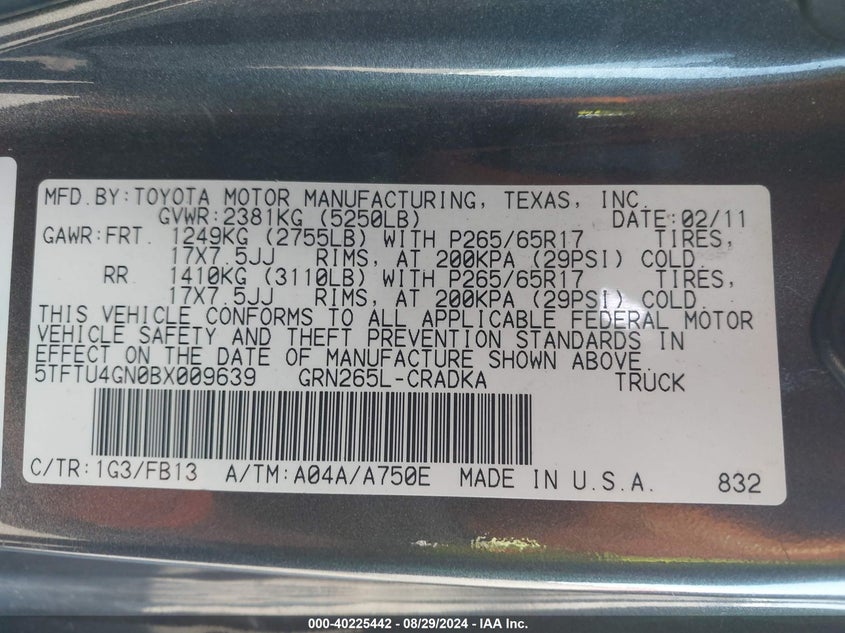 MFD.BY:TOYOTA MOTOR MANUFACTURING, TEXAS, INC.
GVWR:2381KG (5250LB) DATE:02/11
GAWR:FRT. 1249KG (2755LB) WITH P265/65R17 TIRES,
17X7.5JJ RIMS, AT 200KPA (29PSI) COLD
RR 1410KG (3110LB) WITH P265/65R17 TIRES,
17X7.5JJ RIMS, AT 200KPA (29PSI) COLD.
THIS VEHICLE CONFORMS TO ALL APPLICABLE FEDERAL MOTOR
VEHICLE SAFETY AND THEFT PREVENTION STANDARDS IN
EFFECT ON THE DATE OF MANUFACTURE SHOWN ABOVE.
5TFTU4GN0BX009639 GRN265L-CRADKA TRUCK
C/TR:1G3/FB13 A/TM:A04A/A750E MADE IN U.S.A. 832
000-40225442 - 08/29/2024 - IAA Inc.